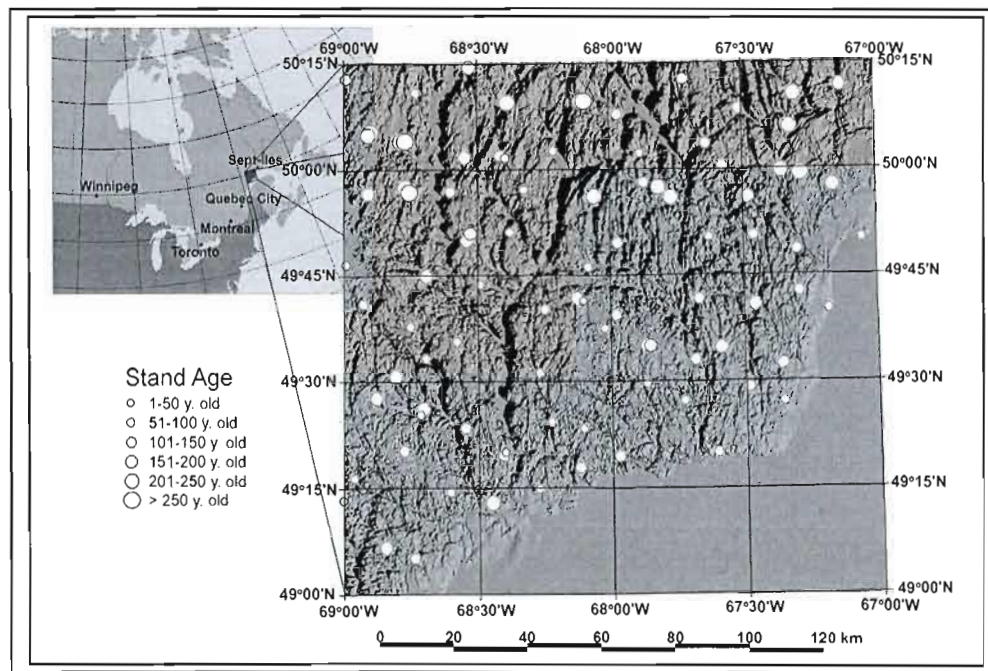 69°00'W 68°30'W 68°00'W 67°30'W 67°00'W
50°15'N 50°15'N
Sept-Iles
50°00'N 50°00'N
Winnipeg
Quebec City
Montreal
Toronto
49°45'N 49°45'N
49°30'N 49°30'N
Stand Age
1-50 y. old
51-100 y. old
101-150 y old
151-200 y. old
201-250 y. old
> 250 y. old
49°15'N 49°15'N
49°00'N 49°00'N
69°00'W 68°30'W 68°00'W 67°30'W 67°00'W
0 20 40 60 80 100 120 km